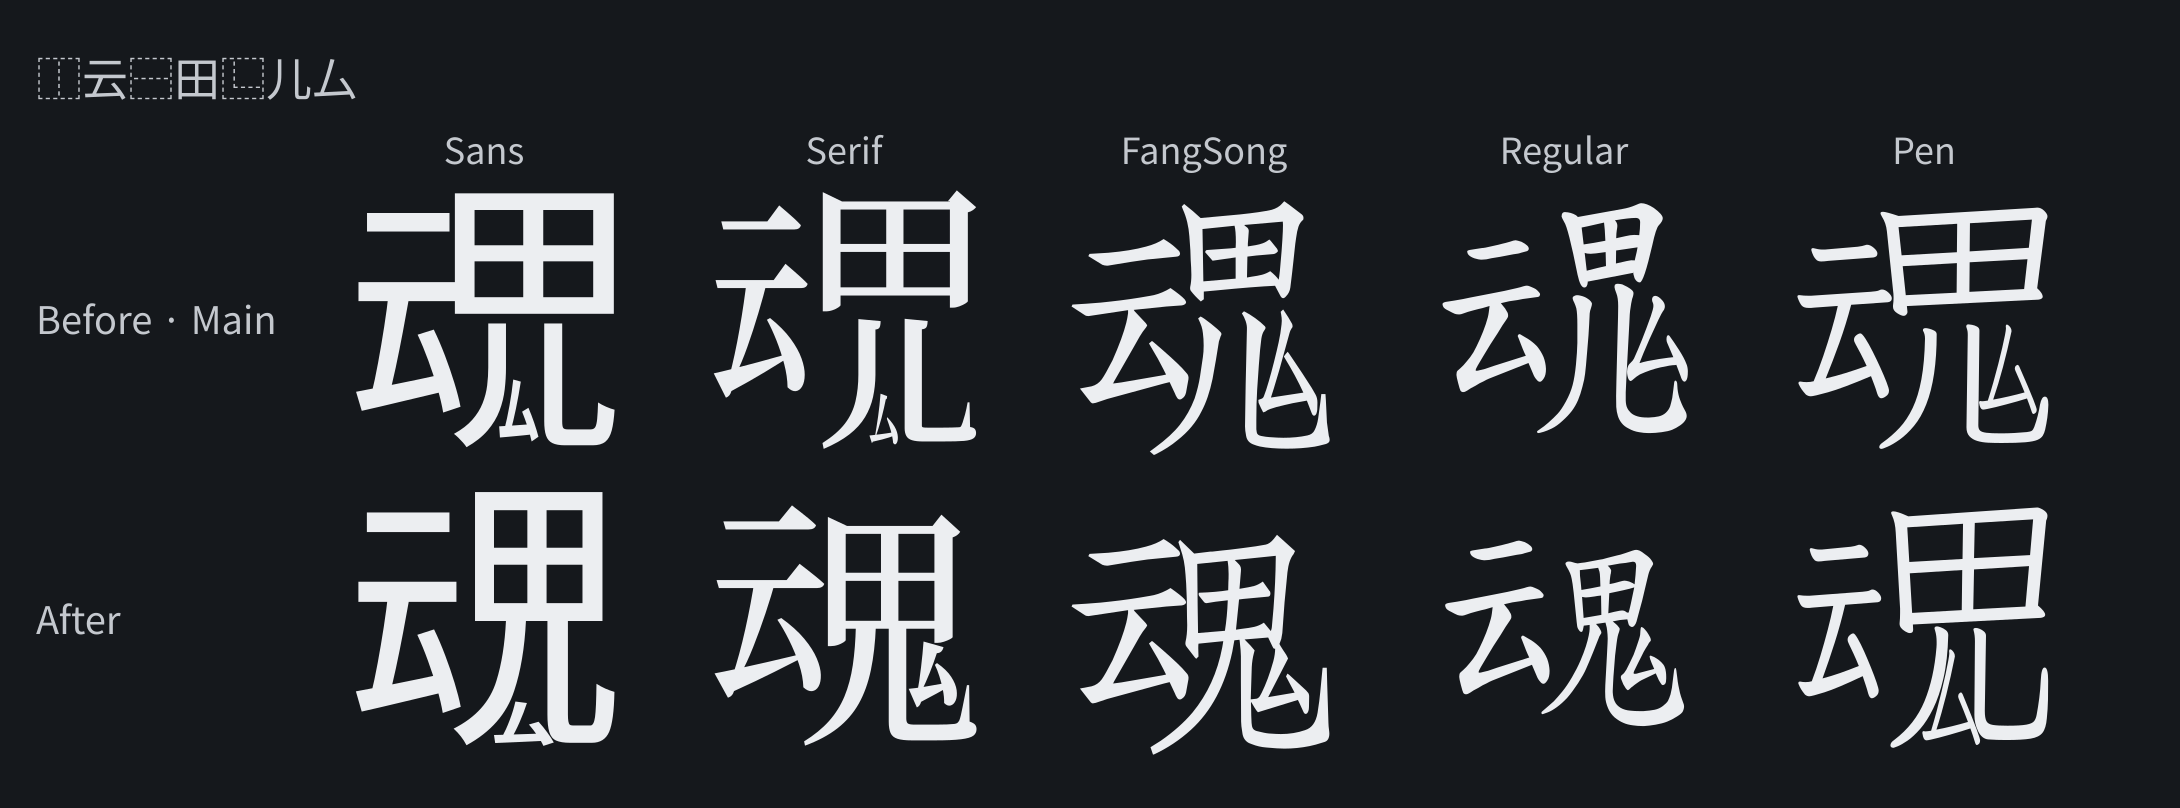 ⿰云⿱田⿺儿厶
Sans Serif FangSong Regular Pen
Before · Main 魂 魂 魂 魂 魂
After 魂 魂 魂 魂 魂